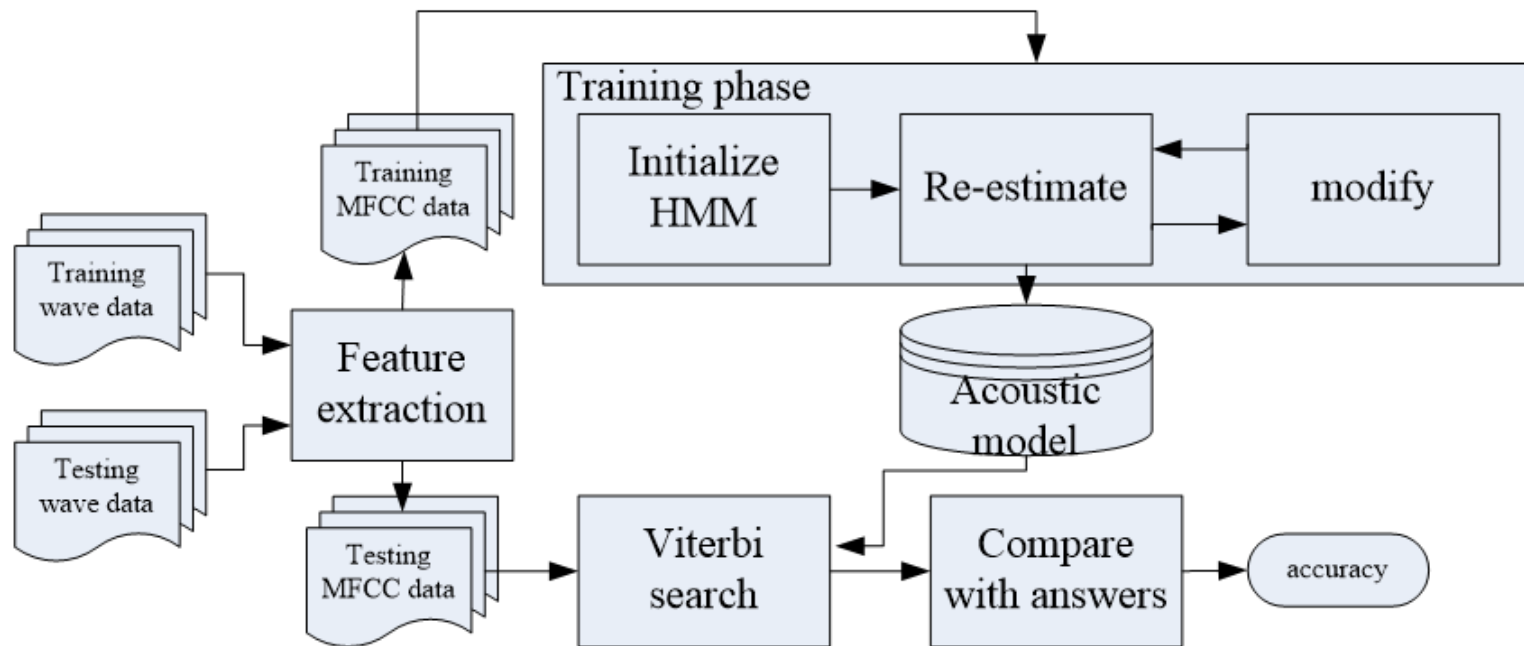 Training phase
Training
MFCC data
Initialize
HMM
Re-estimate
modify
Training
wave data
Feature
extraction
Acoustic
model
Testing
wave data
Testing
MFCC data
Viterbi
search
Compare
with answers
accuracy